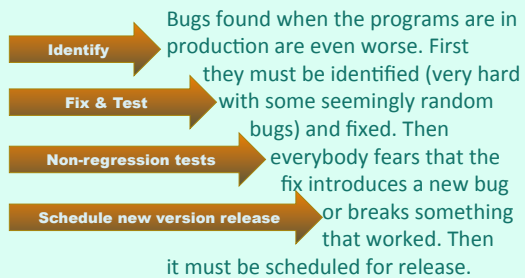 Bugs found when the programs are in
Identify
production are even worse. First
they must be identified (very hard
Fix & Test
with some seemingly random
bugs) and fixed. Then
Non-regression tests
everybody fears that the
fix introduces a new bug
Schedule new version release
or breaks something
that worked. Then
it must be scheduled for release.